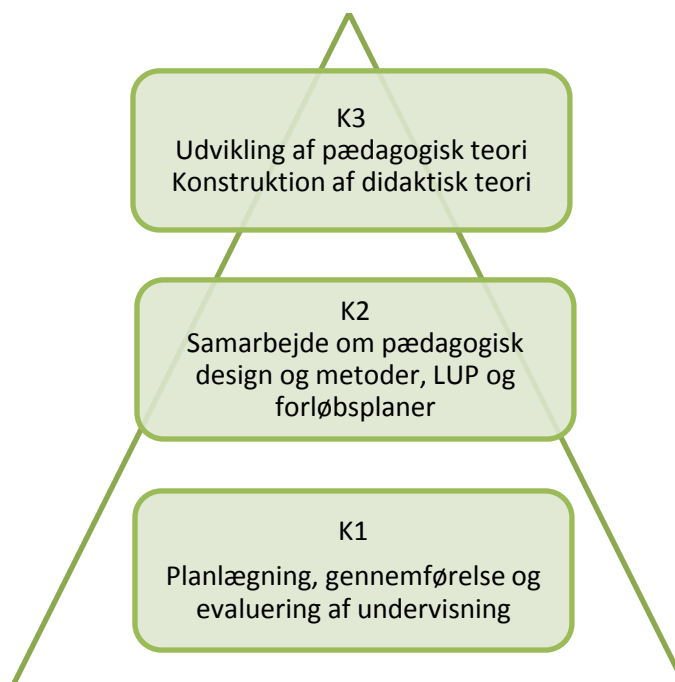 K3
Udvikling af pædagogisk teori
Konstruktion af didaktisk teori
K2
Samarbejde om pædagogisk
design og metoder, LUP og
forløbsplaner
K1
Planlægning, gennemførelse og
evaluering af undervisning